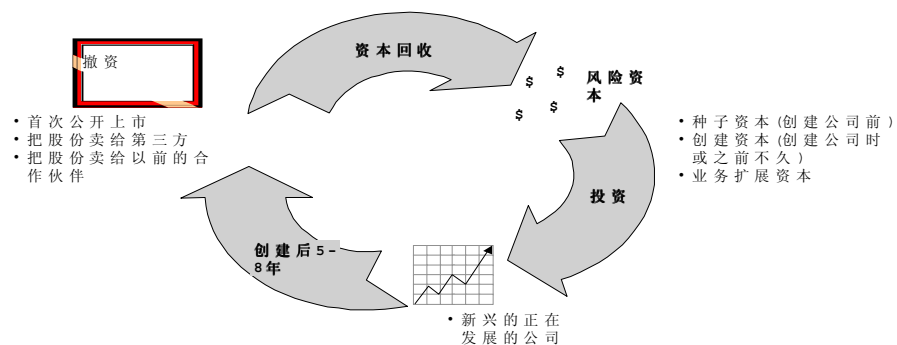 资本回收
撤资
$ $
$ $
风险资
本
• 首次公开上市
• 把股份卖给第三方
• 把股份卖给以前的合
作伙伴
• 种子资本(创建公司前)
• 创建资本(创建公司时
或之前不久)
• 业务扩展资本
投资
创建后5–
8年
• 新兴的正在
发展的公司